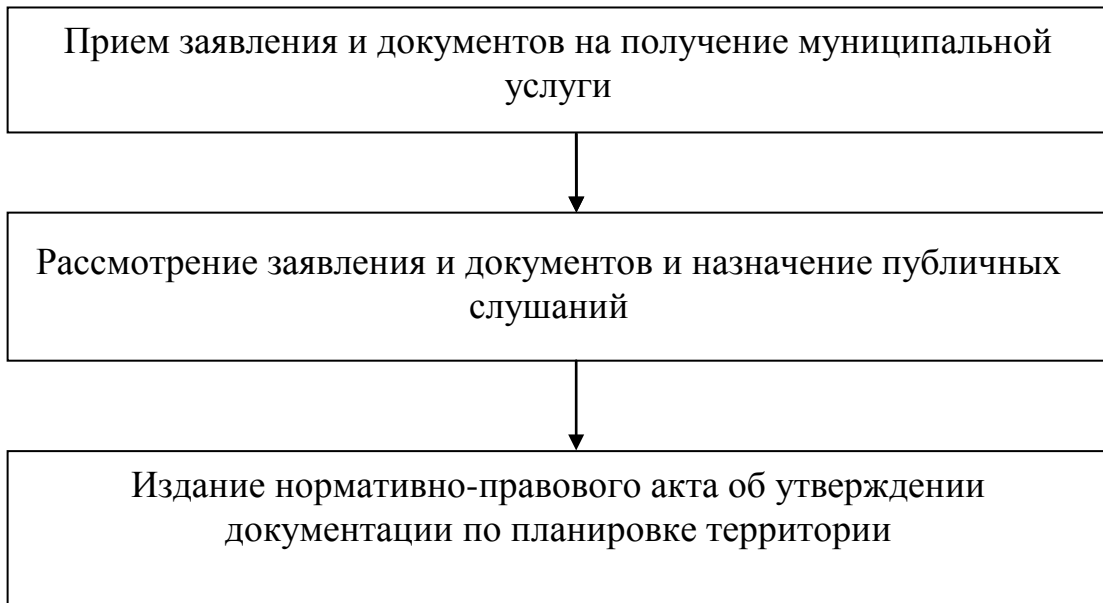 Прием заявления и документов на получение муниципальной
услуги
Рассмотрение заявления и документов и назначение публичных
слушаний
Издание нормативно-правового акта об утверждении
документации по планировке территории